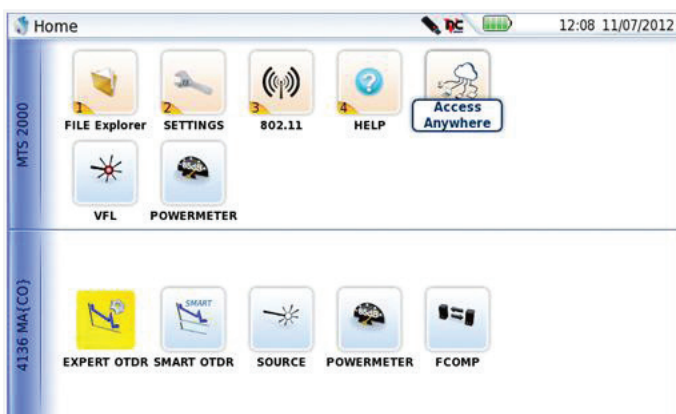 Home
12:08 11/07/2012
MTS 2000
1
2
3
4
FILE Explorer
SETTINGS
802.11
HELP
Access
Anywhere
VFL
POWERMETER
4136 MA{CO}
SMART
EXPERT OTDR
SMART OTDR
SOURCE
POWERMETER
FCOMP